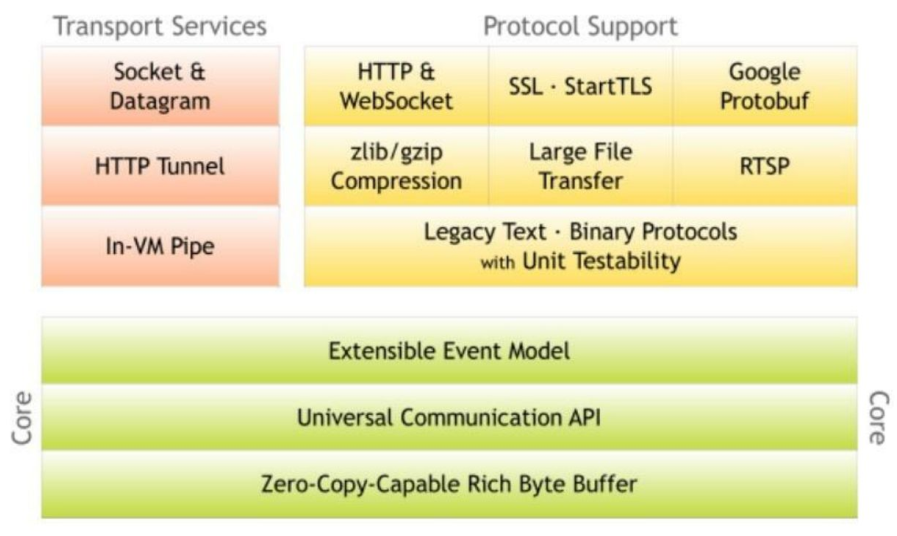 Transport Services
Socket &
Datagram
HTTP Tunnel
In-VM Pipe
Protocol Support
HTTP &
WebSocket
SSL · StartTLS
Google
Protobuf
zlib/gzip
Compression
Large File
Transfer
RTSP
Legacy Text · Binary Protocols
with Unit Testability
Core
Extensible Event Model
Universal Communication API
Zero-Copy-Capable Rich Byte Buffer
Core